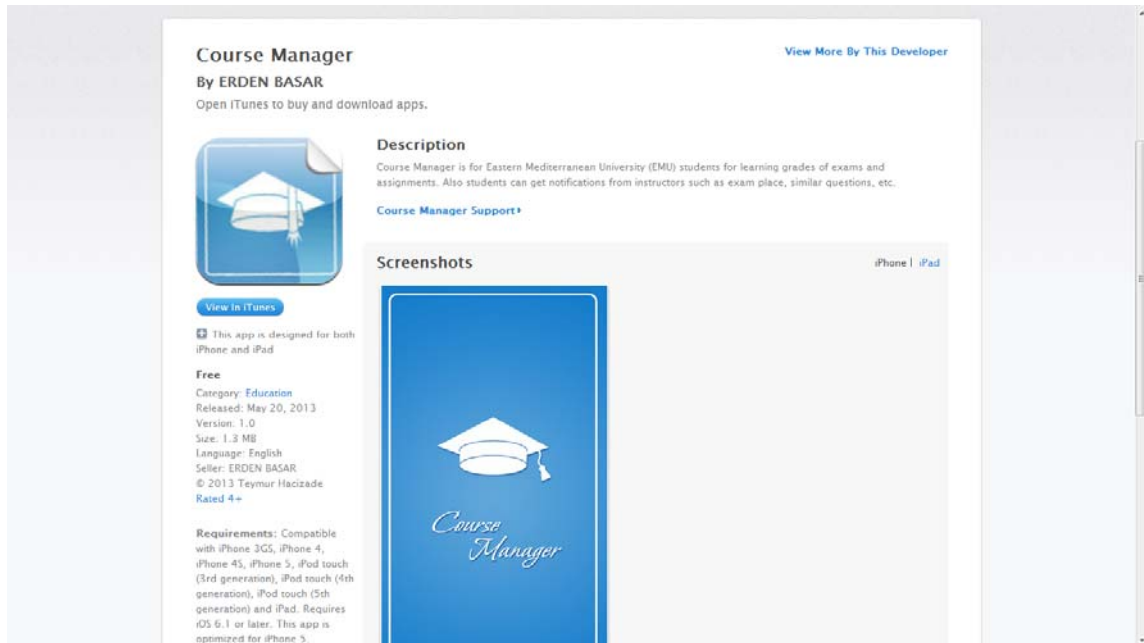 Course Manager
View More By This Developer
By ERDEN BASAR
Open iTunes to buy and download apps.
Description
Course Manager is for Eastern Mediterranean University (EMU) students for learning grades of exams and
assignments. Also students can get notifications from instructors such as exam place, similar questions, etc.
Course Manager Support
Screenshots
iPhone | iPad
View In iTunes
This app is designed for both
iPhone and iPad
Free
Category: Education
Released: May 20, 2013
Version: 1.0
Size: 1.3 MB
Language: English
Seller: ERDEN BASAR
© 2013 Teymur Hacizade
Rated 4+
Requirements: Compatible
with iPhone 3GS, iPhone 4,
iPhone 4S, iPhone 5, iPod touch
(3rd generation), iPod touch (4th
generation), iPod touch (5th
generation) and iPad. Requires
iOS 6.1 or later. This app is
optimized for iPhone 5.
Course
Manager